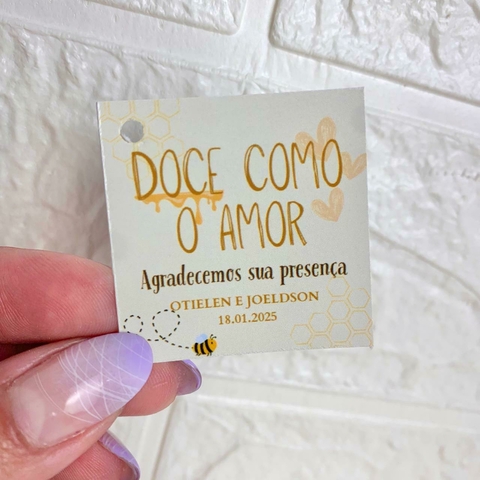 DOCE COMO
O AMOR
Agradecemos sua presença
OTIELEN E JOELDSON
18.01.2025